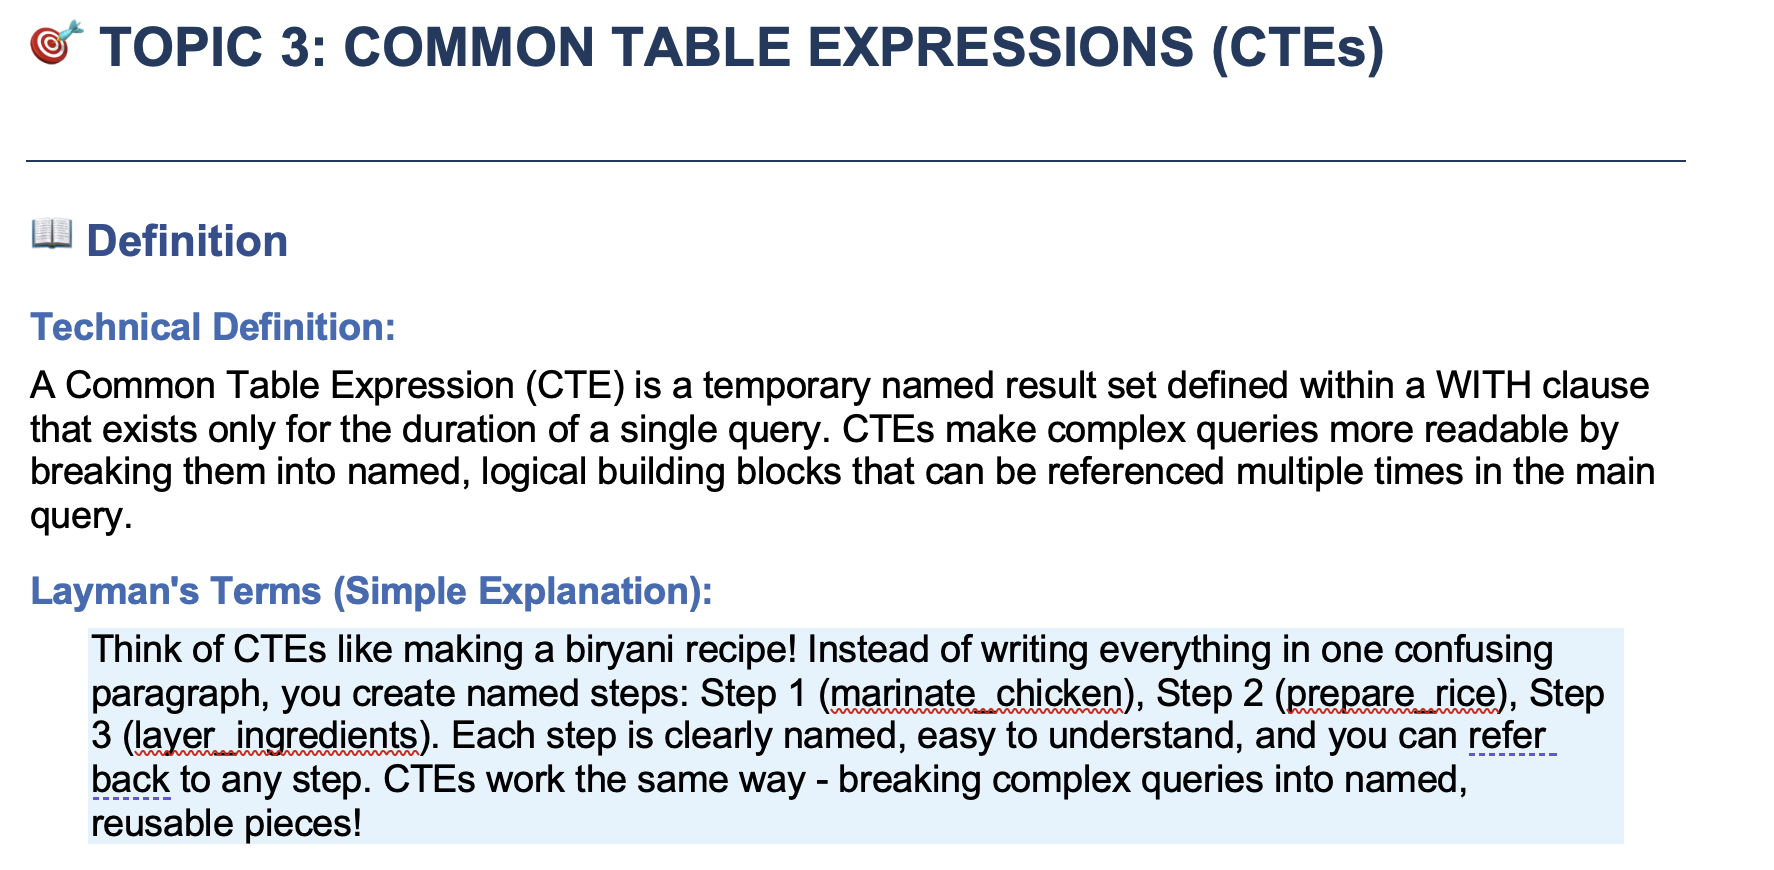 🎯 TOPIC 3: COMMON TABLE EXPRESSIONS (CTEs)
📖 Definition
Technical Definition:
A Common Table Expression (CTE) is a temporary named result set defined within a WITH clause
that exists only for the duration of a single query. CTEs make complex queries more readable by
breaking them into named, logical building blocks that can be referenced multiple times in the main
query.
Layman's Terms (Simple Explanation):
Think of CTEs like making a biryani recipe! Instead of writing everything in one confusing
paragraph, you create named steps: Step 1 (marinate_chicken), Step 2 (prepare_rice), Step
3 (layer_ingredients). Each step is clearly named, easy to understand, and you can refer
back to any step. CTEs work the same way - breaking complex queries into named,
reusable pieces!